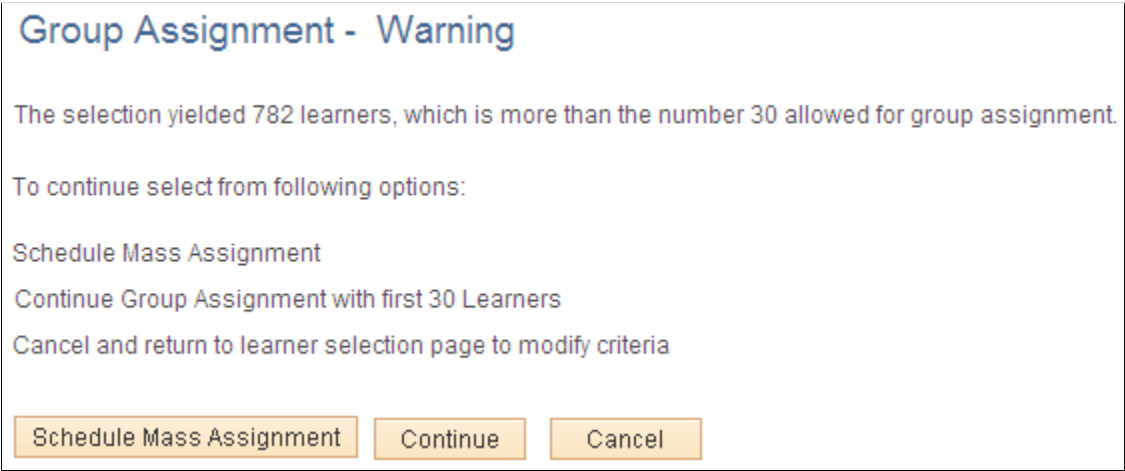 Group Assignment - Warning
The selection yielded 782 learners, which is more than the number 30 allowed for group assignment.
To continue select from following options:
Schedule Mass Assignment
Continue Group Assignment with first 30 Learners
Cancel and return to learner selection page to modify criteria
Schedule Mass Assignment Continue Cancel